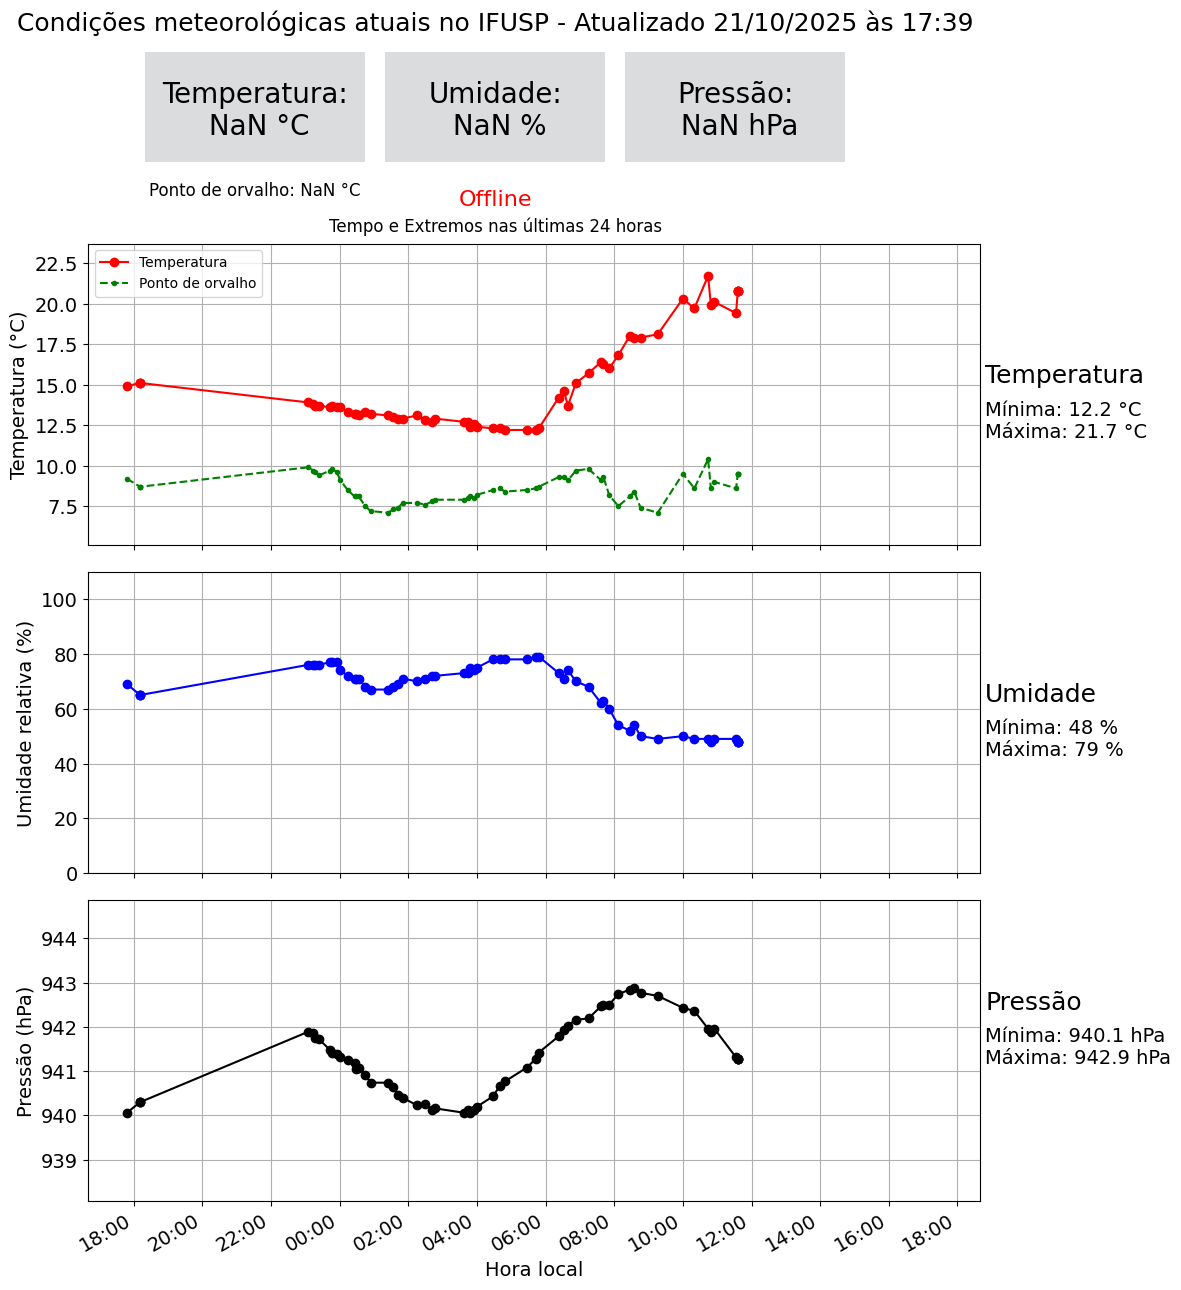 Condições meteorológicas atuais no IFUSP - Atualizado 21/10/2025 às 17:39
Temperatura:
NaN °C
Umidade:
NaN %
Pressão:
NaN hPa
Ponto de orvalho: NaN °C
Offline
Tempo e Extremos nas últimas 24 horas
Temperatura (°C)
22.5
20.0
17.5
15.0
12.5
10.0
7.5
Temperatura
Ponto de orvalho
Temperatura
Mínima: 12.2 °C
Máxima: 21.7 °C
Umidade relativa (%)
100
80
60
40
20
0
Umidade
Mínima: 48 %
Máxima: 79 %
Pressão (hPa)
944
943
942
941
940
939
Pressão
Mínima: 940.1 hPa
Máxima: 942.9 hPa
18:00 20:00 22:00 00:00 02:00 04:00 06:00 08:00 10:00 12:00 14:00 16:00 18:00
Hora local